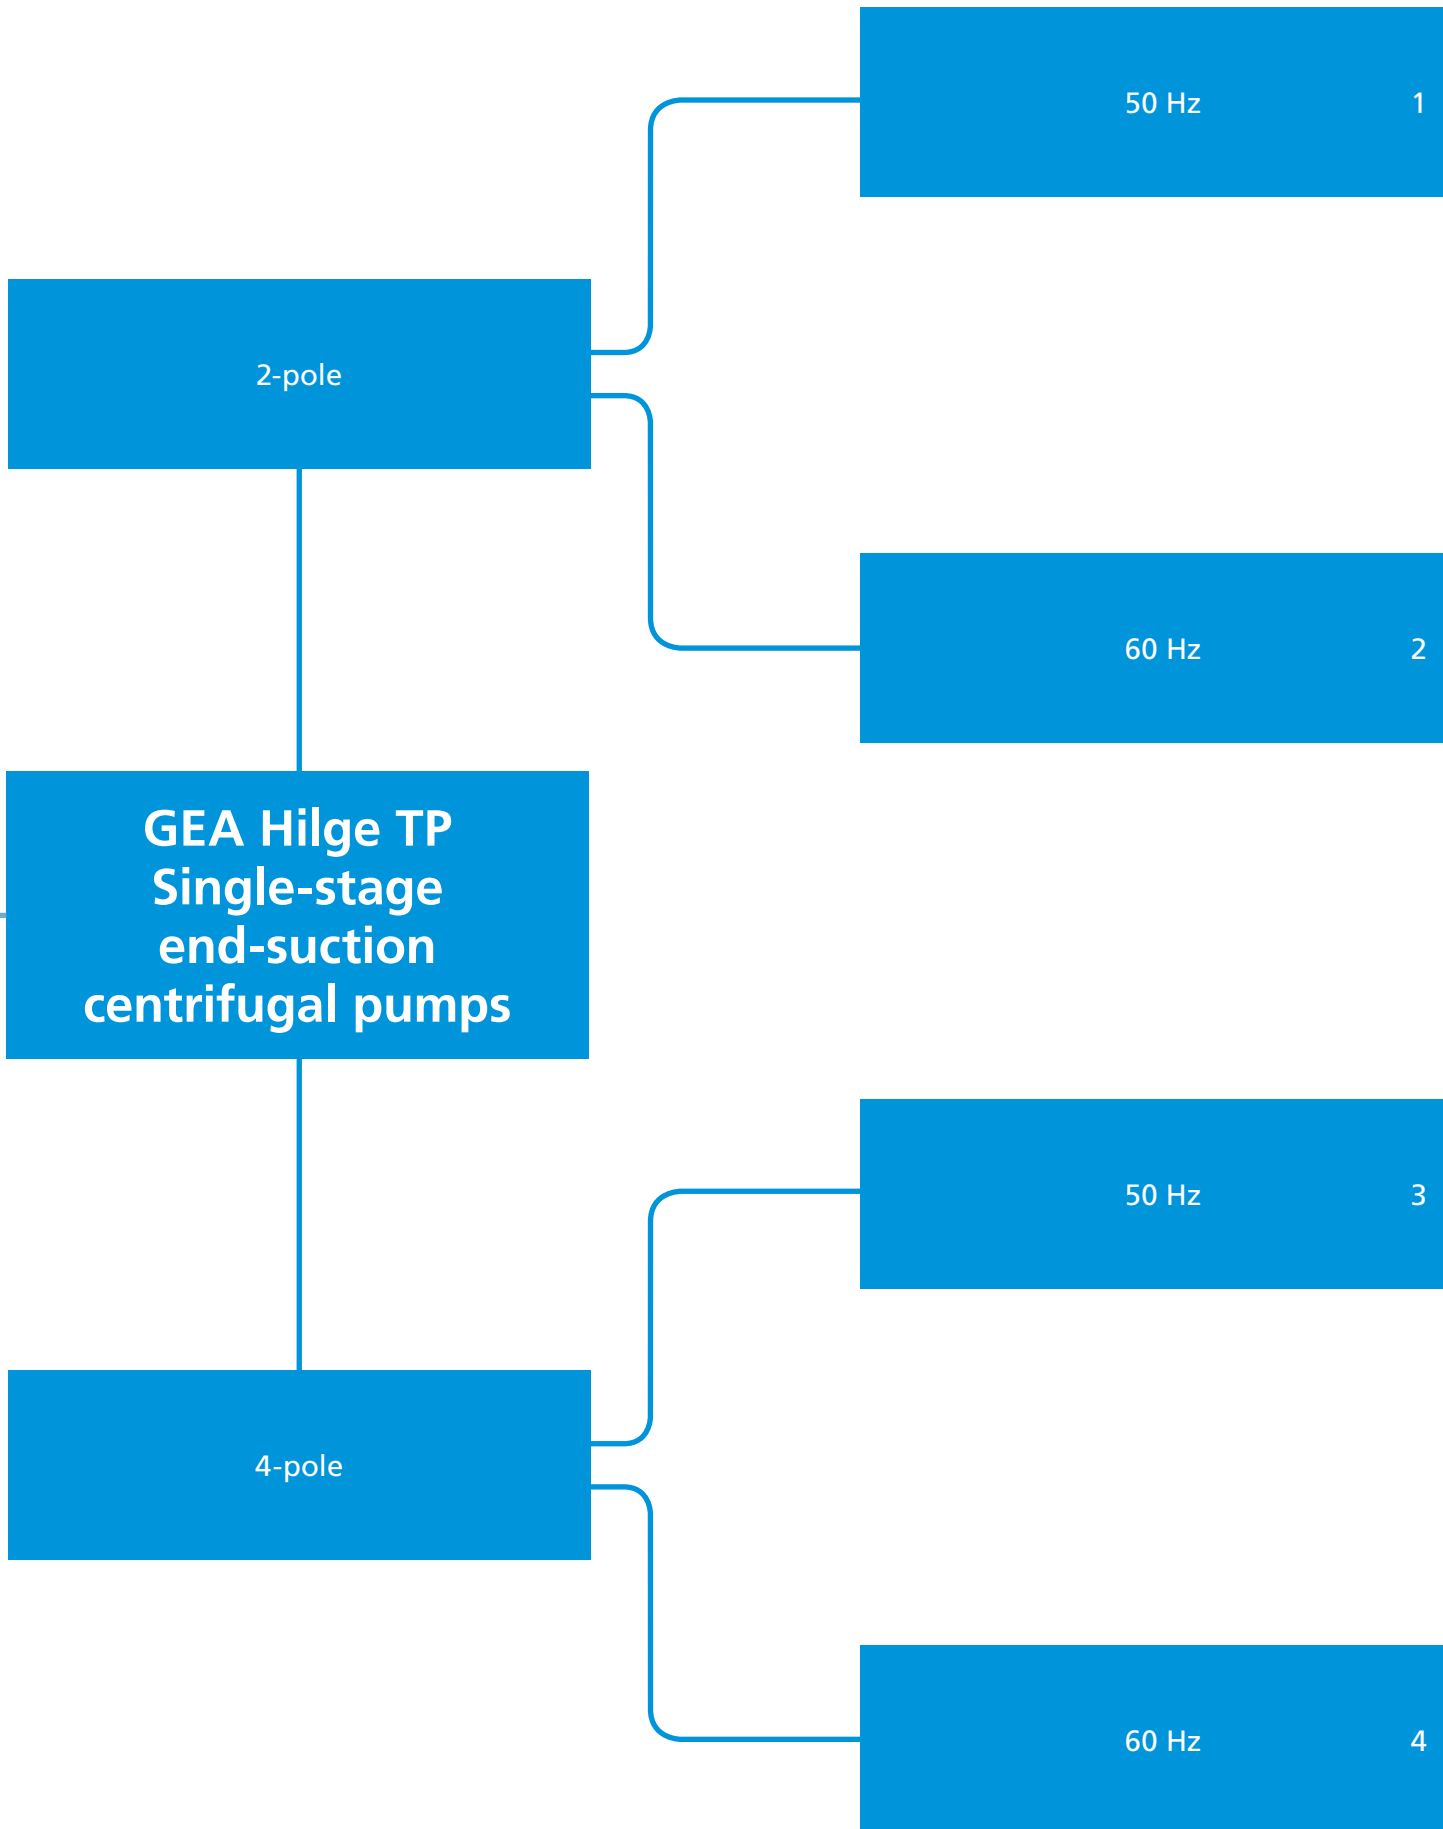 50 Hz 1
2-pole
60 Hz 2
GEA Hilge TP
Single-stage
end-suction
centrifugal pumps
50 Hz 3
4-pole
60 Hz 4